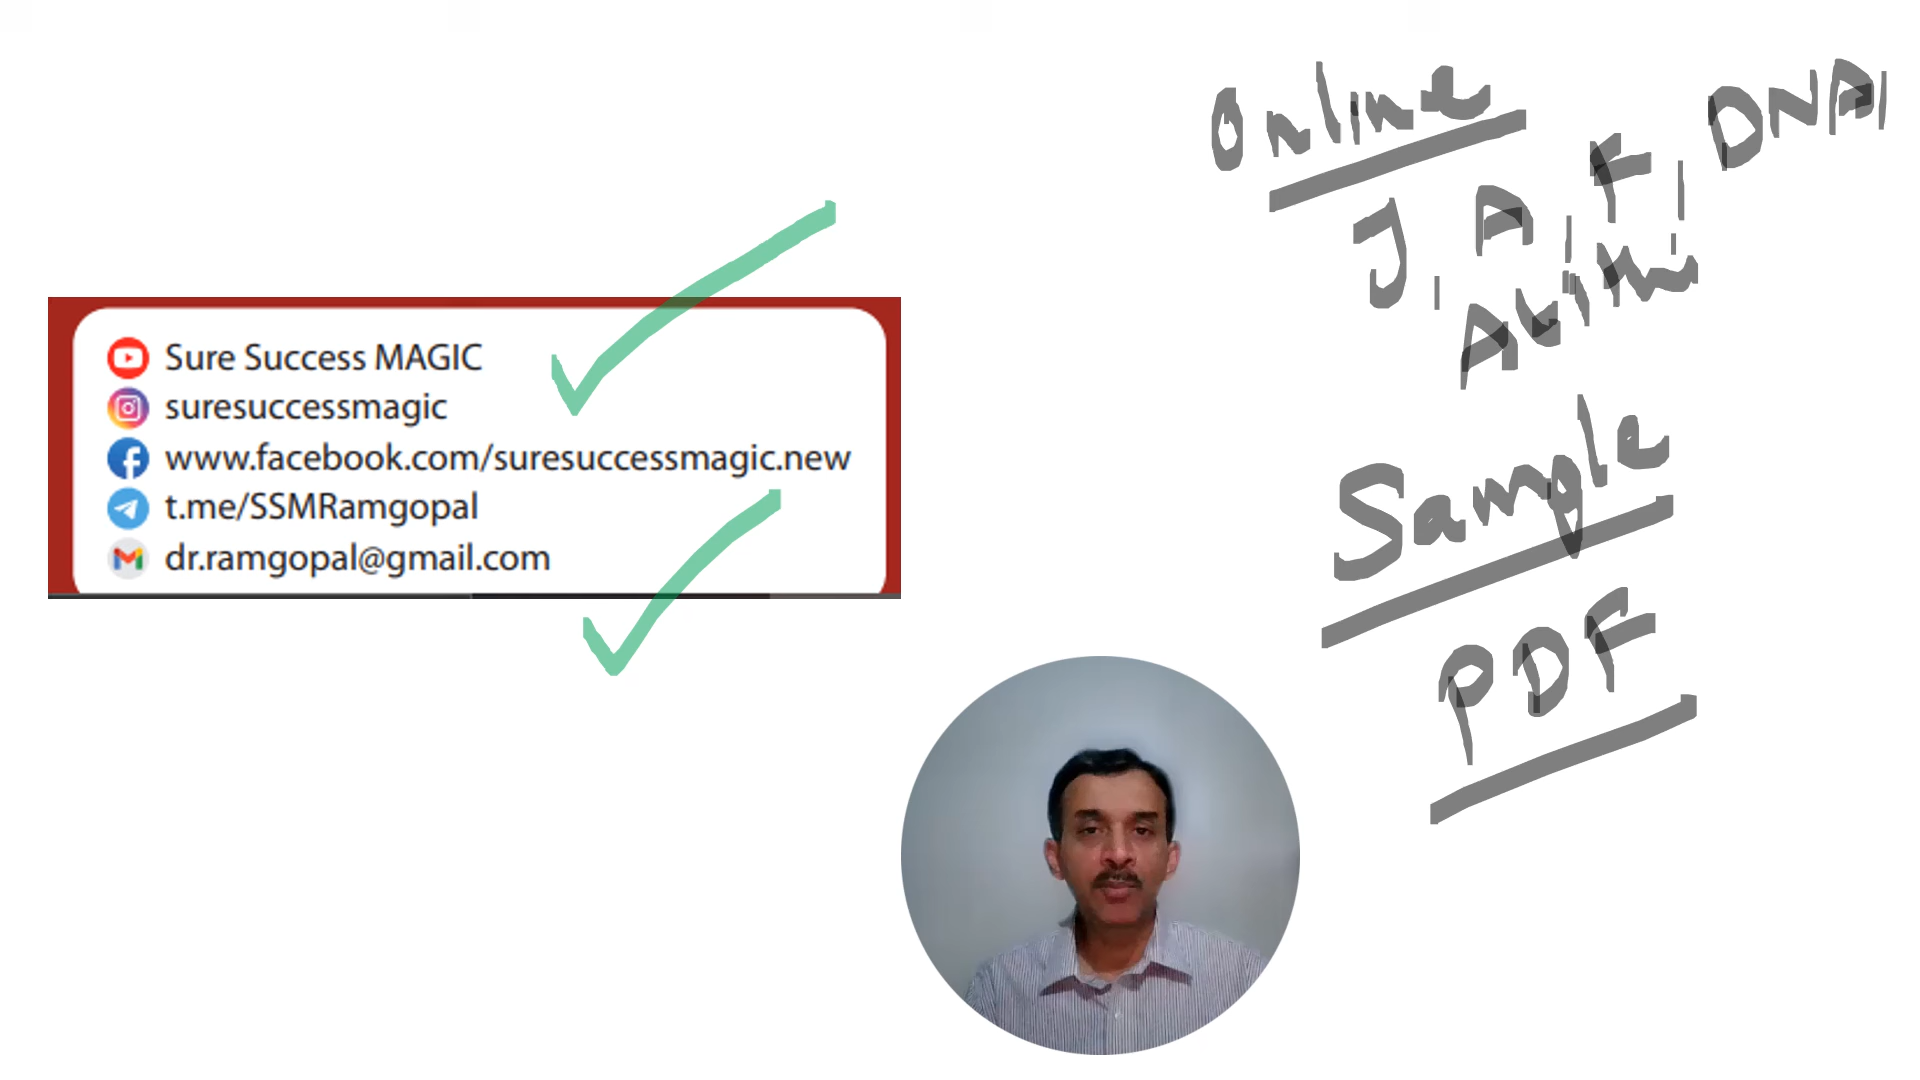 Sure Success MAGIC
suresuccessmagic
www.facebook.com/suresuccessmagic.new
t.me/SSMRamgopal
dr.ramgopal@gmail.com
Online
J, A, F, DNA,
Sample
PDF